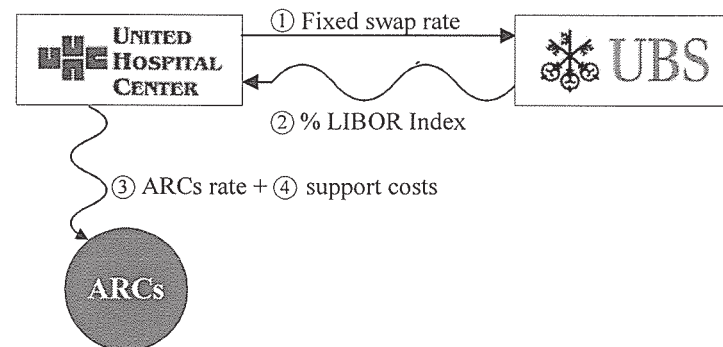 ① Fixed swap rate
UNITED
HOSPITAL
CENTER
UBS
② % LIBOR Index
③ ARCs rate + ④ support costs
ARCs